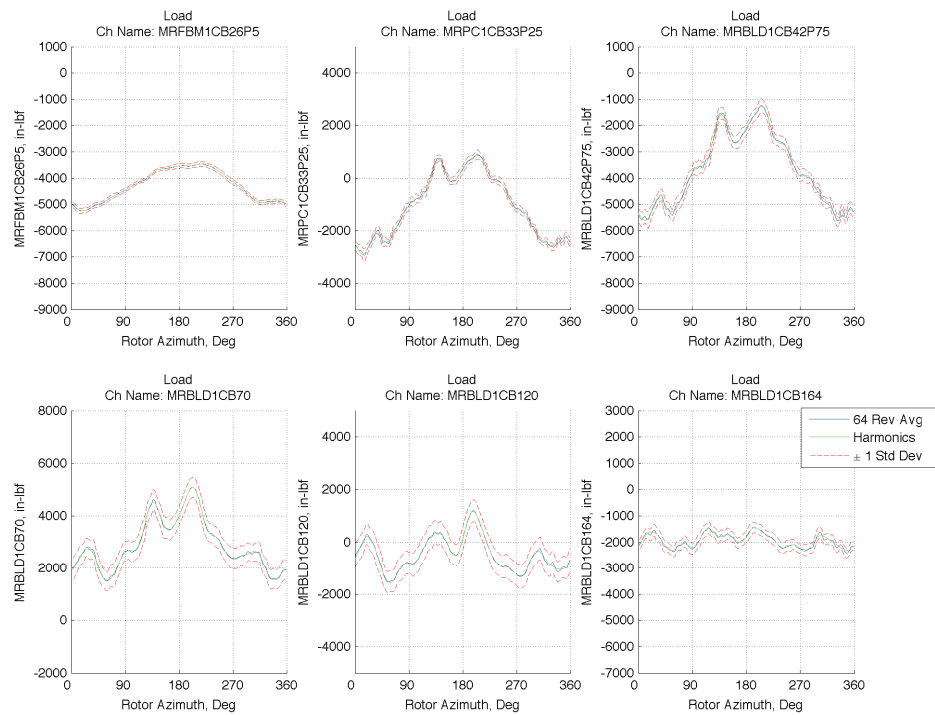 Load
Ch Name: MRFBM1CB26P5
1000
0
-1000
-2000
-3000
-4000
-5000
-6000
-7000
-8000
-9000
MRFBM1CB26P5, in-lbf
0 90 180 270 360
Rotor Azimuth, Deg
Load
Ch Name: MRPC1CB33P25
4000
2000
0
-2000
-4000
MRPC1CB33P25, in-lbf
0 90 180 270 360
Rotor Azimuth, Deg
Load
Ch Name: MRBLD1CB42P75
1000
0
-1000
-2000
-3000
-4000
-5000
-6000
-7000
-8000
-9000
MRBLD1CB42P75, in-lbf
0 90 180 270 360
Rotor Azimuth, Deg
Load
Ch Name: MRBLD1CB70
8000
6000
4000
2000
0
-2000
MRBLD1CB70, in-lbf
0 90 180 270 360
Rotor Azimuth, Deg
Load
Ch Name: MRBLD1CB120
4000
2000
0
-2000
-4000
MRBLD1CB120, in-lbf
0 90 180 270 360
Rotor Azimuth, Deg
Load
Ch Name: MRBLD1CB164
3000
2000
1000
0
-1000
-2000
-3000
-4000
-5000
-6000
-7000
MRBLD1CB164, in-lbf
0 90 180 270 360
Rotor Azimuth, Deg
64 Rev Avg
Harmonics
± 1 Std Dev